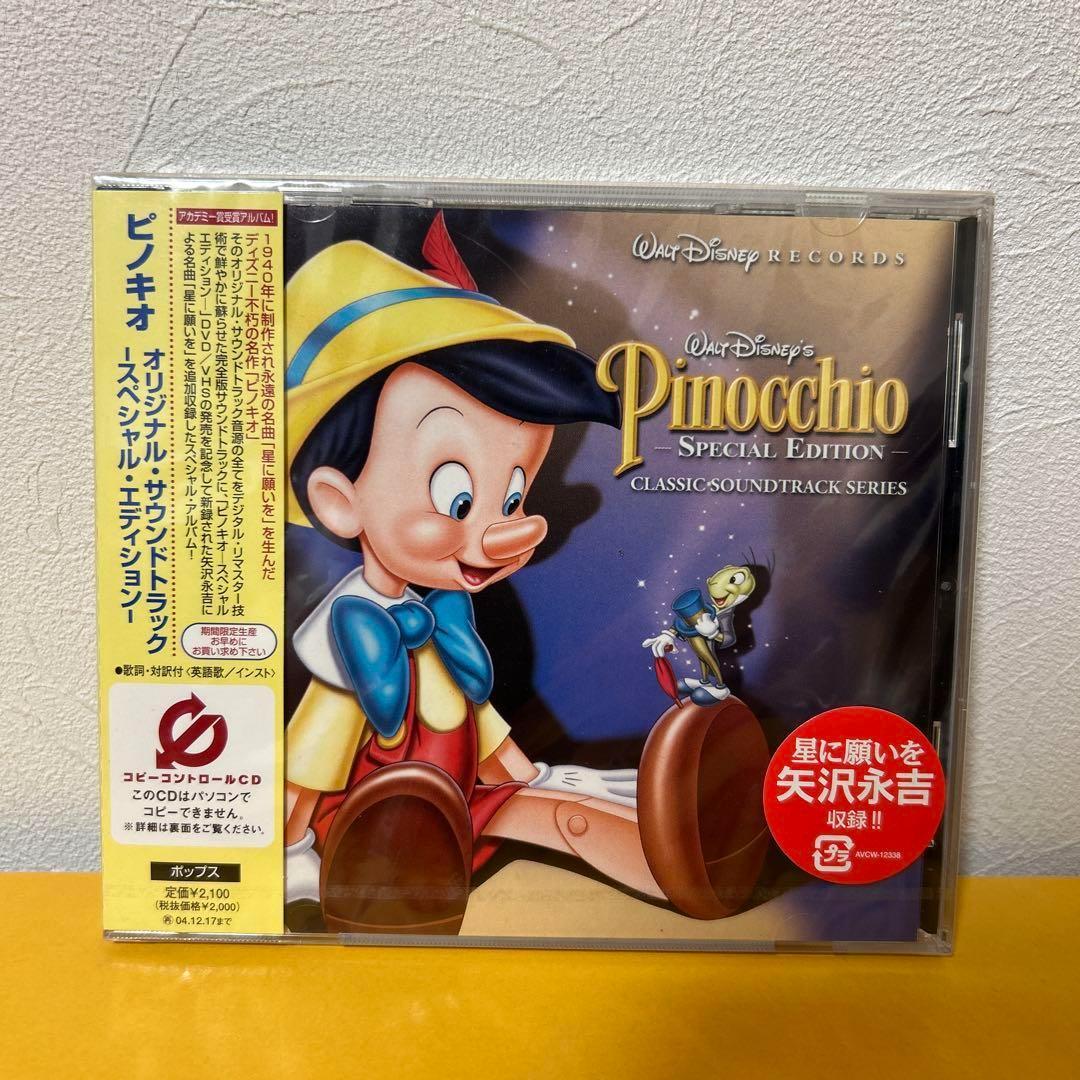 アカデミー賞受賞アルバム!
ピノキオ
オリジナル・サウンドトラック
ースペシャル・エディションー
1940年に制作され永遠の名曲「星に願いを」を生んだ
ディズニー不朽の名作「ピノキオ」
そのオリジナル・サウンドトラック音源の全てをデジタル・リマスター技
術で鮮やかに蘇らせた完全版サウンドトラックに、「ピノキオースペシャル
エディションー」DVD/VHSの発売を記念して新録された矢沢永吉に
よる名曲「星に願いを」を追加収録したスペシャル・アルバム!
期間限定生産
お早めに
お買い求め下さい
●歌詞・対訳付〈英語歌/インスト〉
コピーコントロールCD
このCDはパソコンで
コピーできません。
※詳細は裏面をご覧ください。
ポップス
定価¥2,100
(税抜価格¥2,000)
再 04.12.17まで
WALT DISNEY RECORDS
WALT DISNEY'S
Pinocchio
SPECIAL EDITION
CLASSIC SOUNDTRACK SERIES
星に願いを
矢沢永吉
収録!!
プラ
AVCW-12338